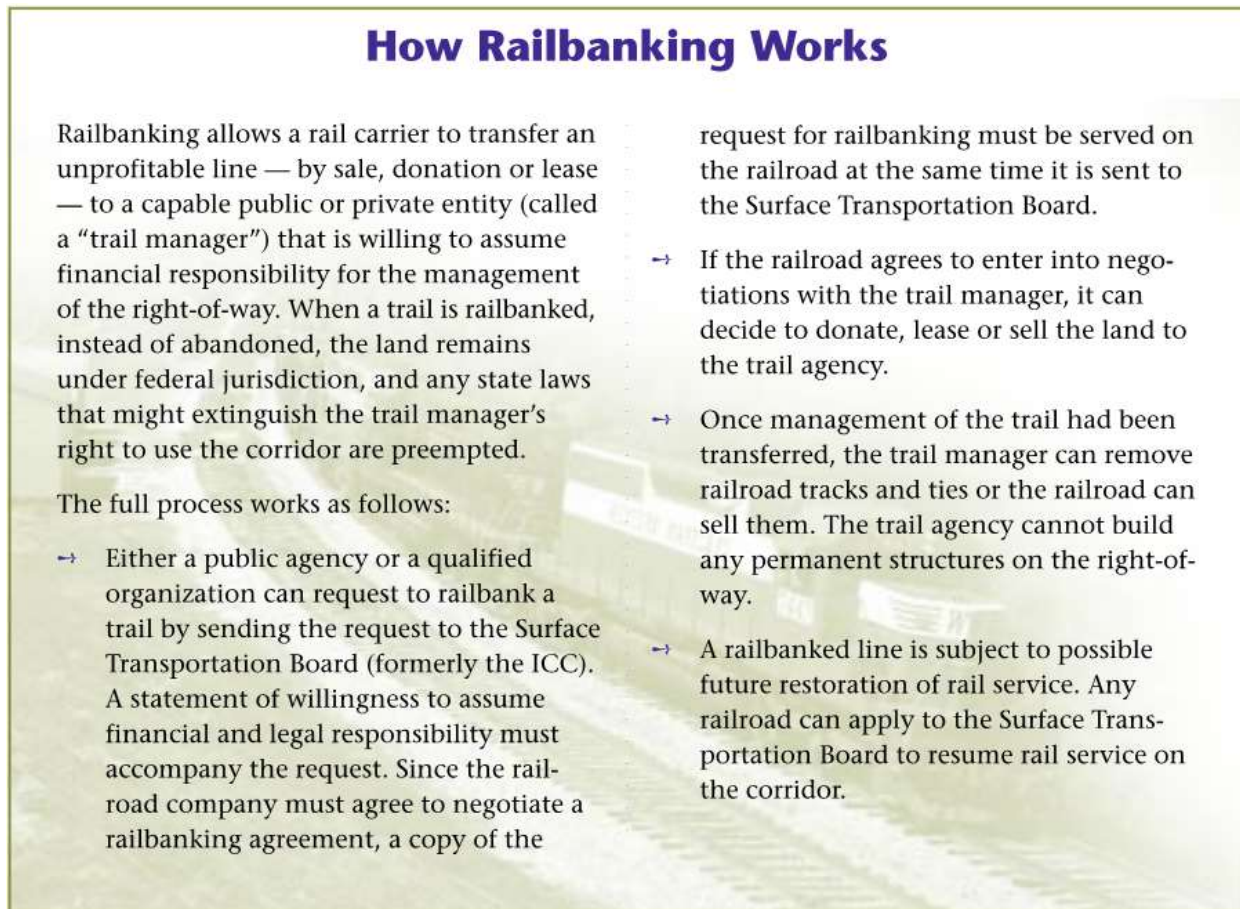 How Railbanking Works
Railbanking allows a rail carrier to transfer an
unprofitable line — by sale, donation or lease
— to a capable public or private entity (called
a “trail manager”) that is willing to assume
financial responsibility for the management
of the right-of-way. When a trail is railbanked,
instead of abandoned, the land remains
under federal jurisdiction, and any state laws
that might extinguish the trail manager’s
right to use the corridor are preempted.
The full process works as follows:
➻ Either a public agency or a qualified
organization can request to railbank a
trail by sending the request to the Surface
Transportation Board (formerly the ICC).
A statement of willingness to assume
financial and legal responsibility must
accompany the request. Since the rail-
road company must agree to negotiate a
railbanking agreement, a copy of the
request for railbanking must be served on
the railroad at the same time it is sent to
the Surface Transportation Board.
➻ If the railroad agrees to enter into nego-
tiations with the trail manager, it can
decide to donate, lease or sell the land to
the trail agency.
➻ Once management of the trail had been
transferred, the trail manager can remove
railroad tracks and ties or the railroad can
sell them. The trail agency cannot build
any permanent structures on the right-of-
way.
➻ A railbanked line is subject to possible
future restoration of rail service. Any
railroad can apply to the Surface Trans-
portation Board to resume rail service on
the corridor.